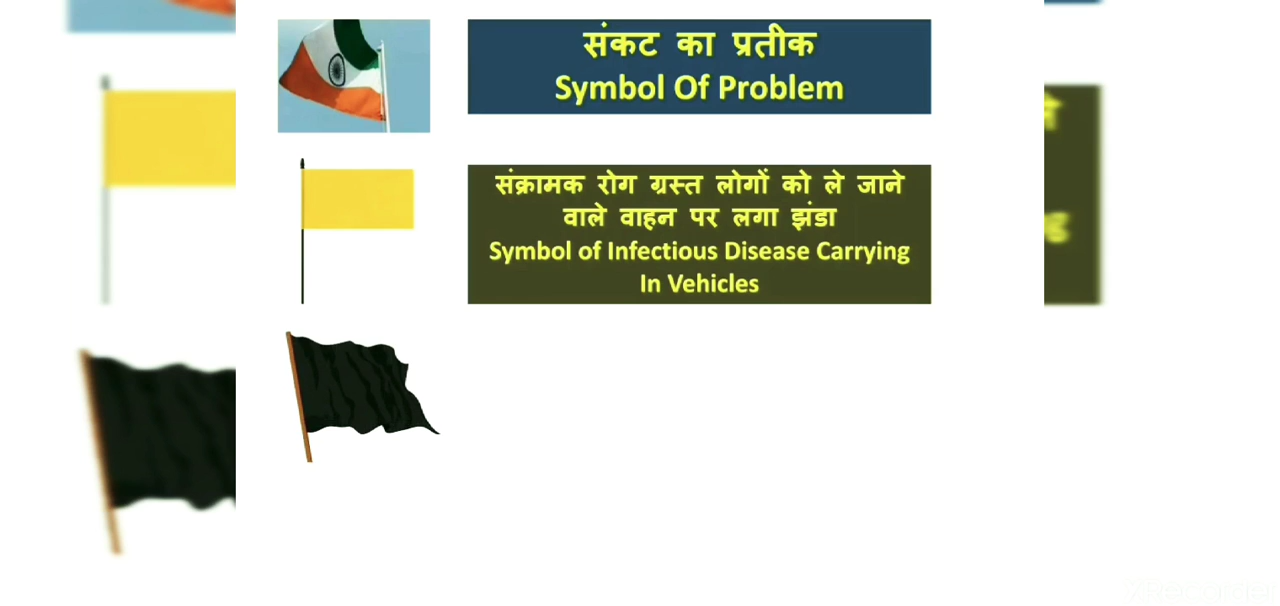 संकट का प्रतीक
Symbol Of Problem
संक्रामक रोग ग्रस्त लोगों को ले जाने
वाले वाहन पर लगा झंडा
Symbol of Infectious Disease Carrying
In Vehicles